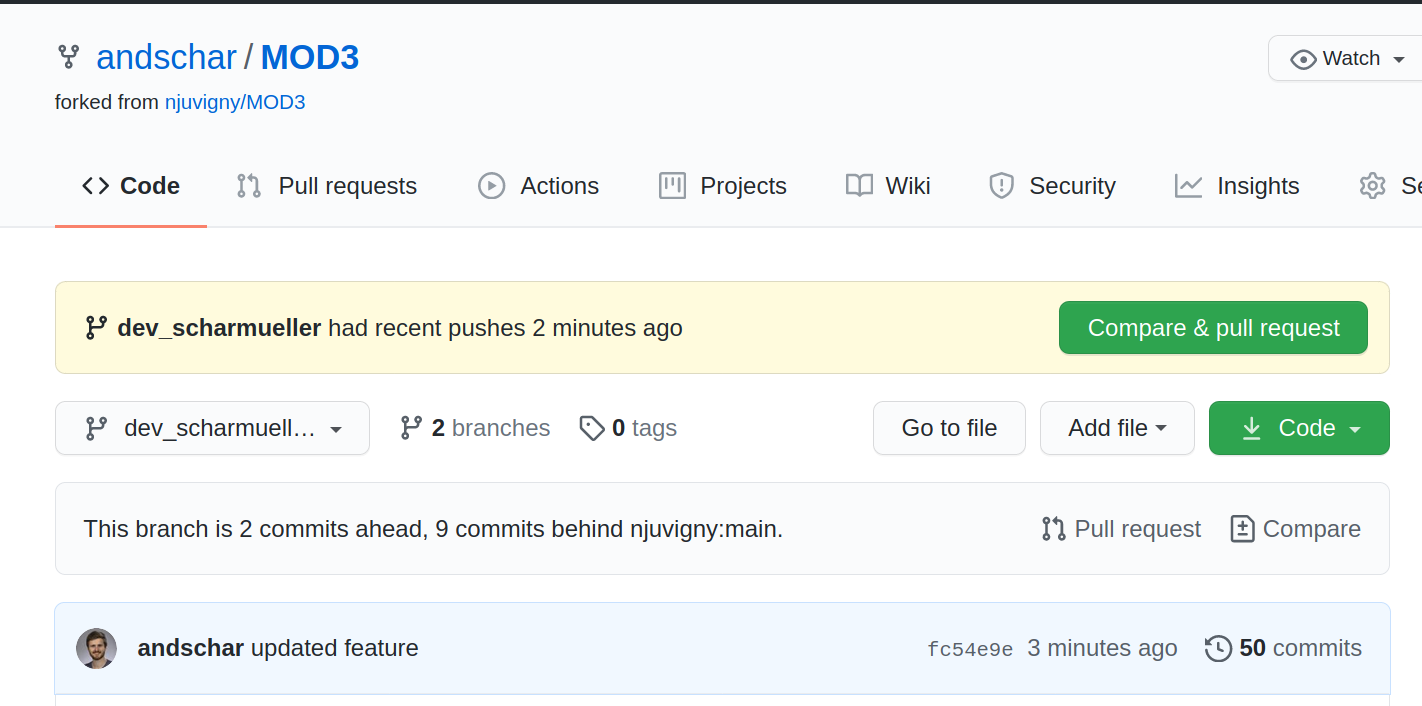 andschar / MOD3
Watch
forked from njuvigny/MOD3
Code Pull requests Actions Projects Wiki Security Insights Se
dev_scharmueller had recent pushes 2 minutes ago Compare & pull request
dev_scharmuell... 2 branches 0 tags Go to file Add file Code
This branch is 2 commits ahead, 9 commits behind njuvigny:main. Pull request Compare
andschar updated feature fc54e9e 3 minutes ago 50 commits